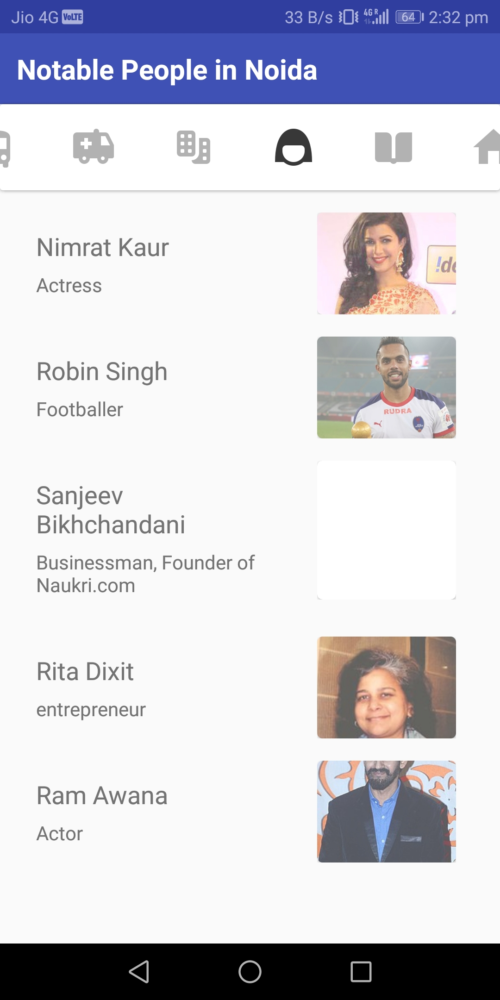 Jio 4G VoLTE 33 B/s 4G R 64 2:32 pm
Notable People in Noida
Nimrat Kaur
Actress
!de
Robin Singh
Footballer
RUDRA
Sanjeev
Bikhchandani
Businessman, Founder of
Naukri.com
Rita Dixit
entrepreneur
Ram Awana
Actor